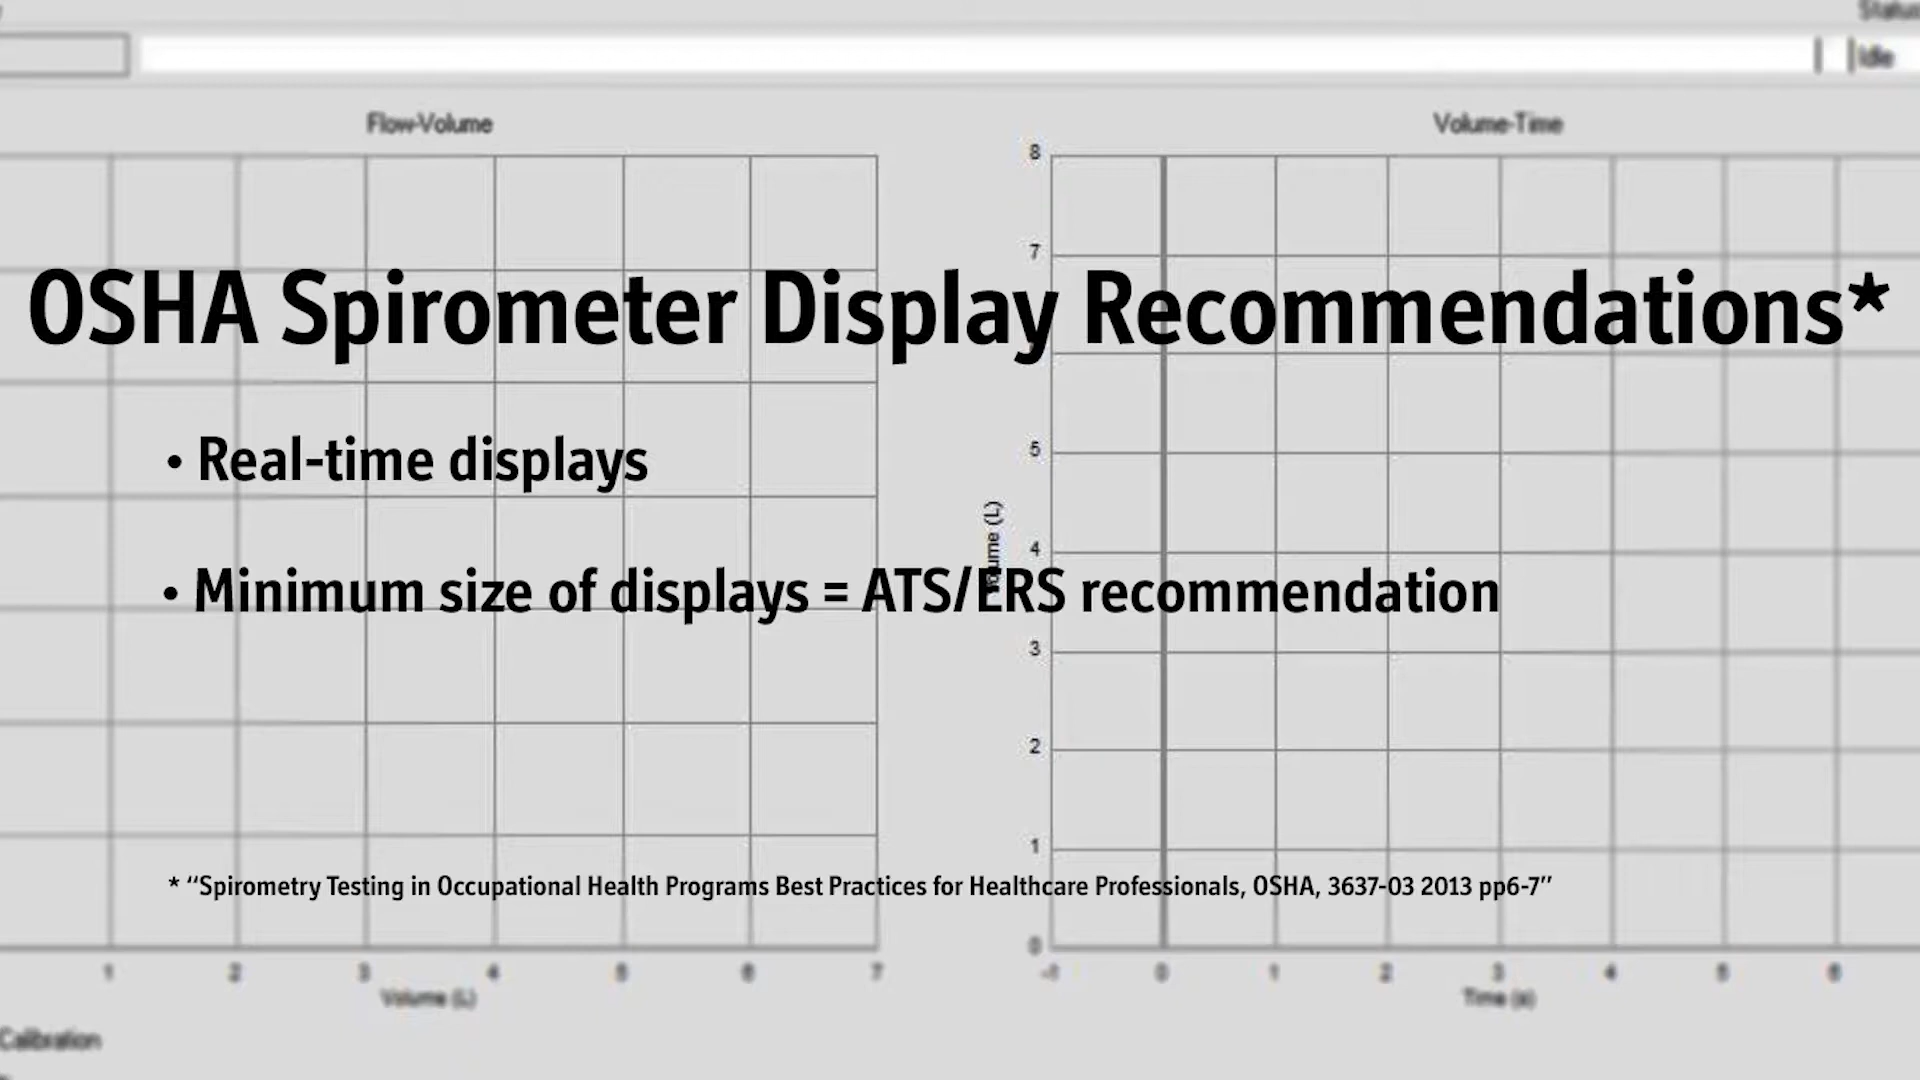 Status
Idle
Flow-Volume
Volume-Time
8
7
OSHA Spirometer Display Recommendations*
• Real-time displays
5
Volume (L)
4
• Minimum size of displays = ATS/ERS recommendation
3
2
1
* “Spirometry Testing in Occupational Health Programs Best Practices for Healthcare Professionals, OSHA, 3637-03 2013 pp6-7”
0
1 2 3 4 5 6 7
-1 0 1 2 3 4 5 6
Volume (L)
Time (s)
Calibration